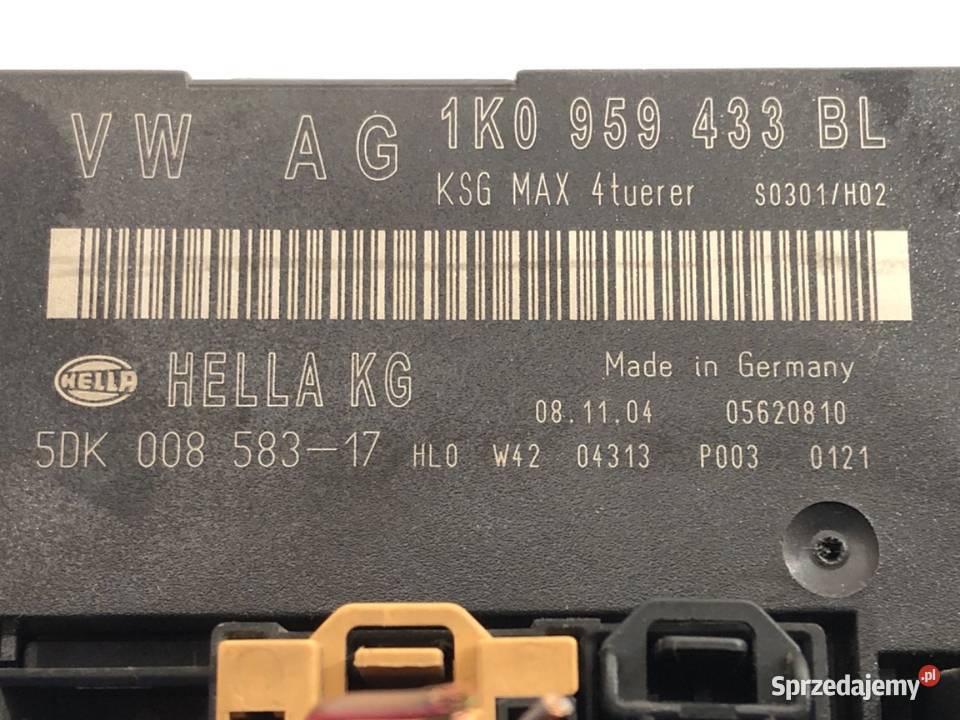 VW AG 1K0 959 433 BL
KSG MAX 4tuerer S0301/H02
HELLA HELLA KG Made in Germany
08.11.04 05620810
5DK 008 583-17 HL0 W42 04313 P003 0121
Sprzedajemy.pl